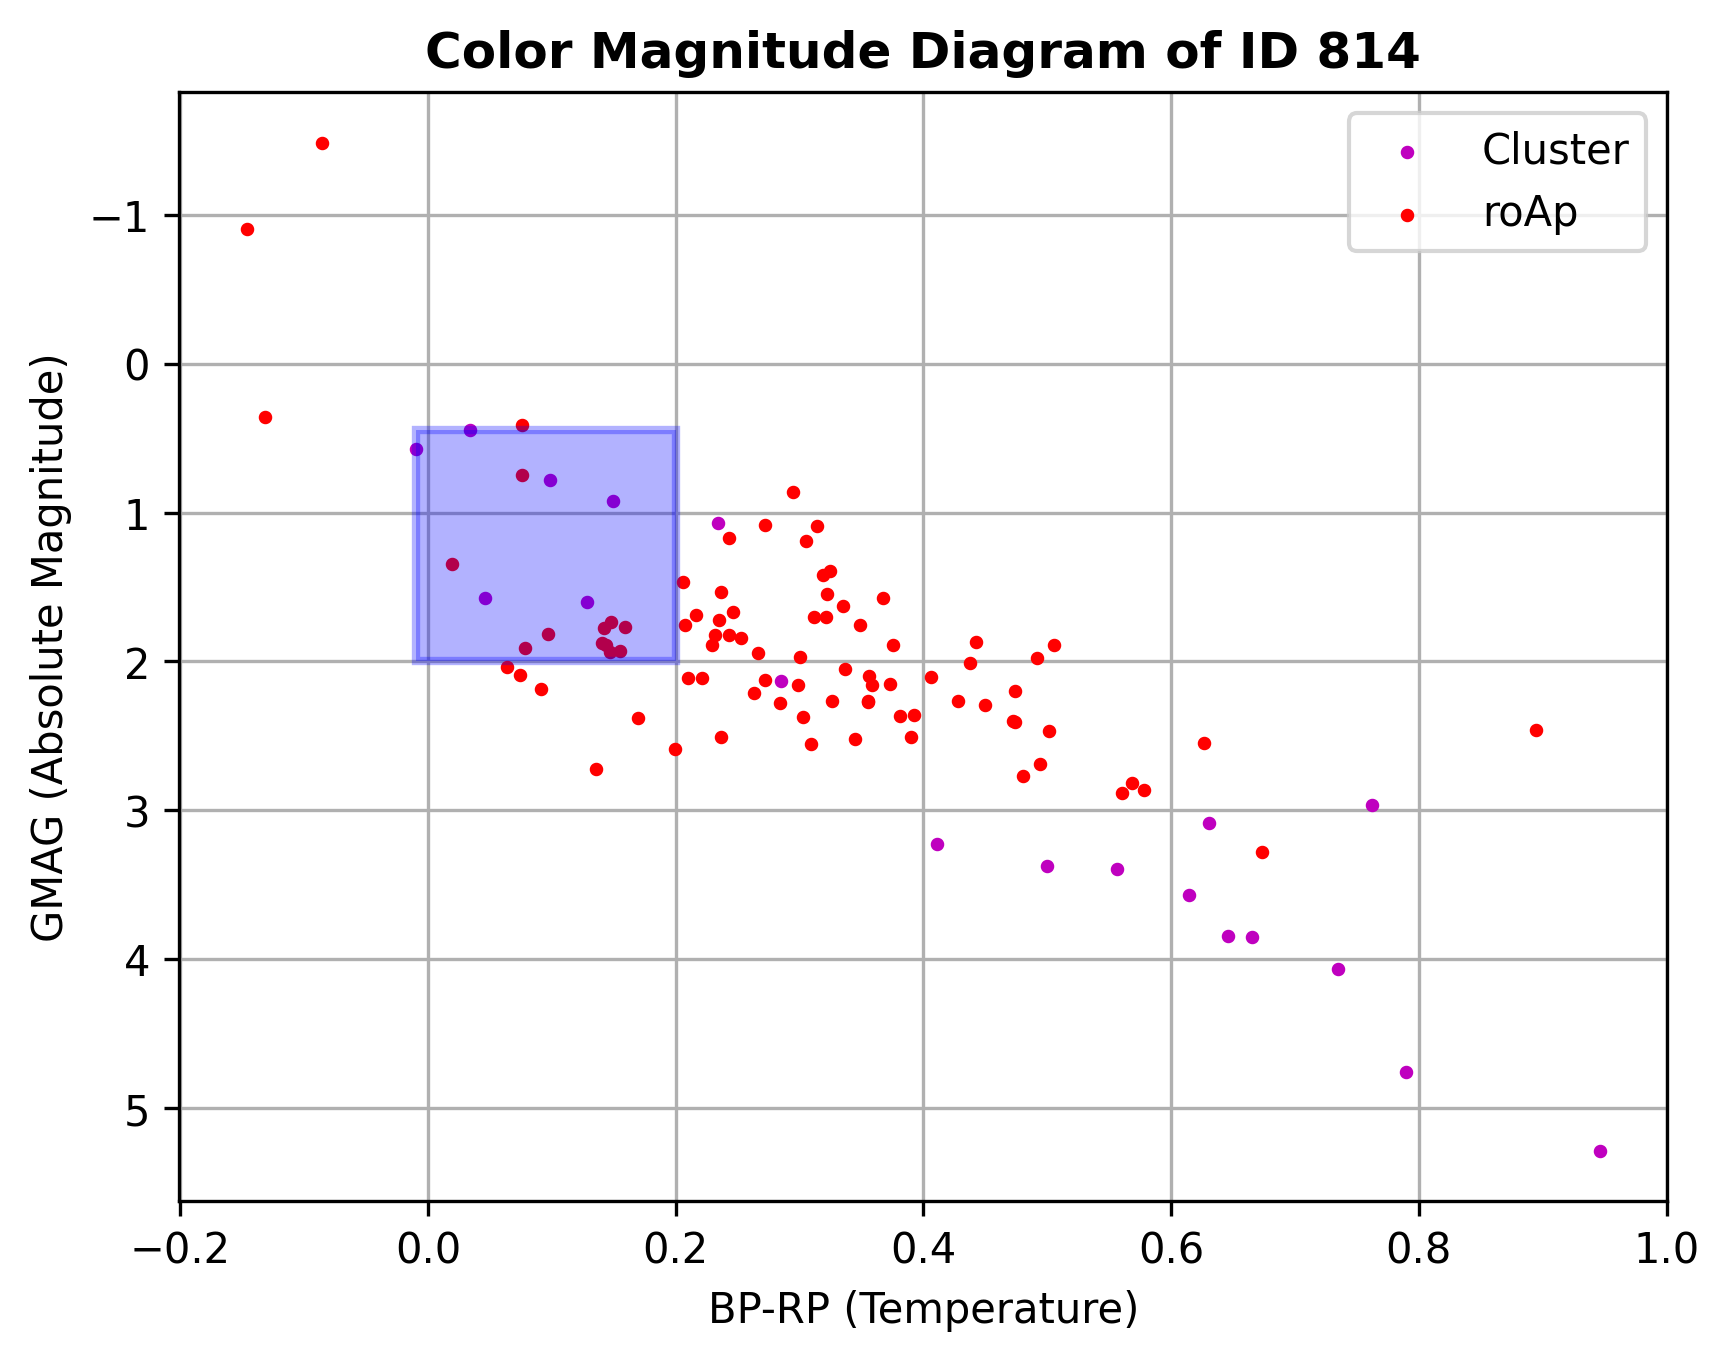 Color Magnitude Diagram of ID 814
Cluster
roAp
−1
0
1
2
3
4
5
GMAG (Absolute Magnitude)
−0.2 0.0 0.2 0.4 0.6 0.8 1.0
BP-RP (Temperature)